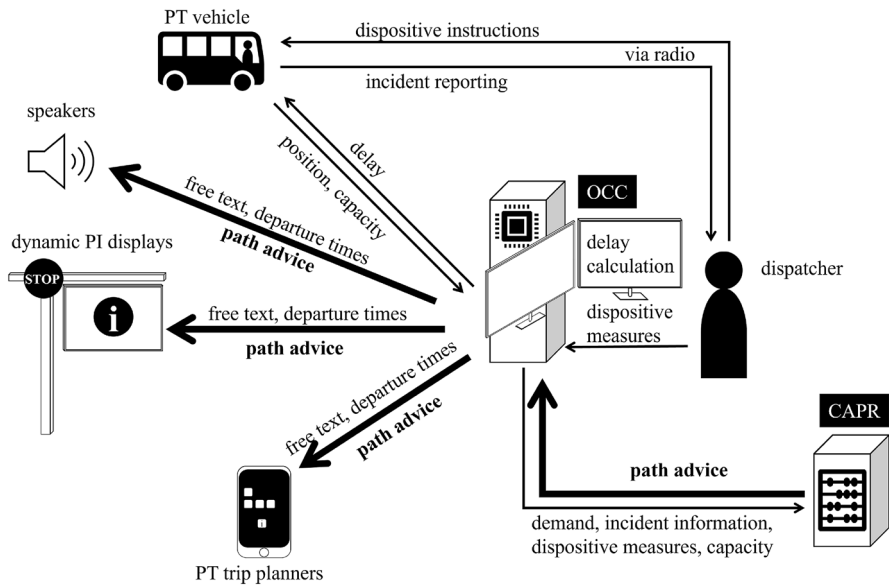 PT vehicle
dispositive instructions
via radio
incident reporting
speakers
delay
position, capacity
free text, departure times
path advice
OCC
delay
calculation
dispatcher
dynamic PI displays
STOP
i
free text, departure times
path advice
dispositive
measures
free text, departure times
path advice
CAPR
path advice
demand, incident information,
dispositive measures, capacity
i
PT trip planners